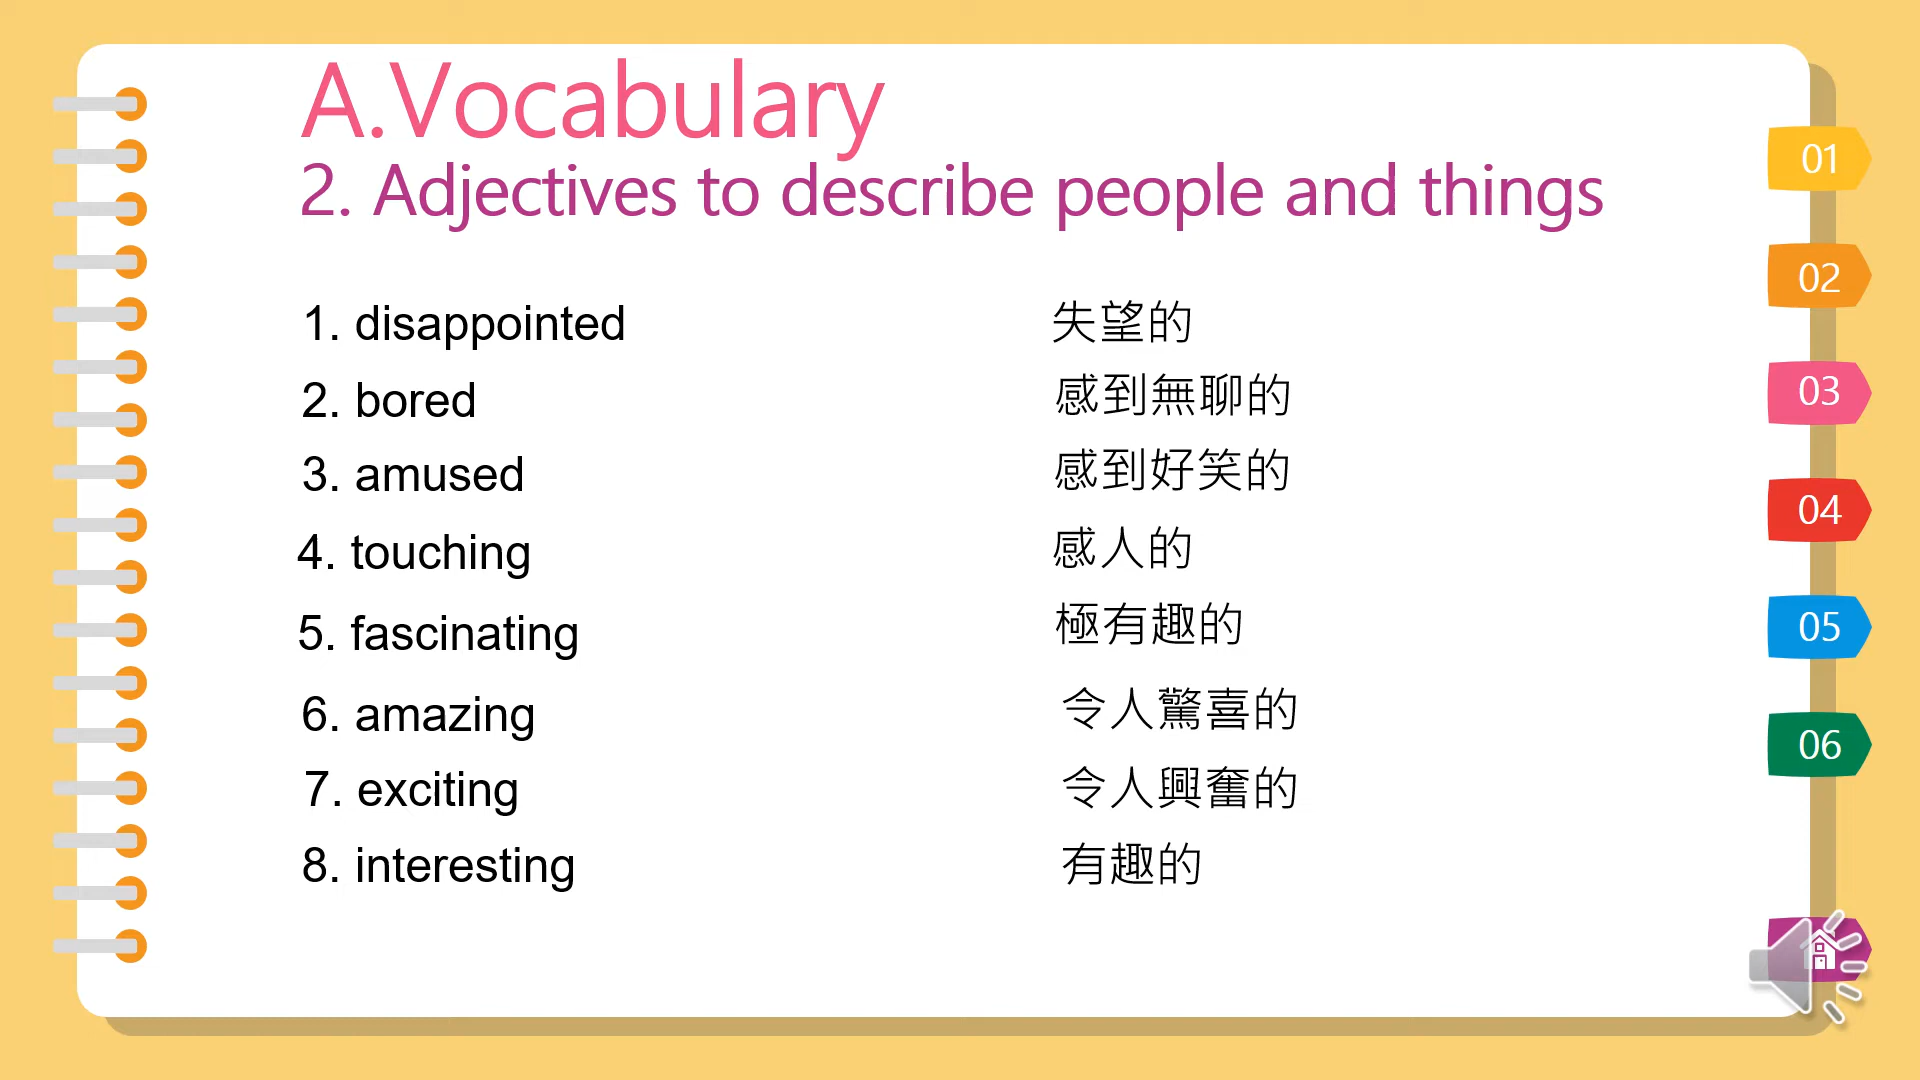 A.Vocabulary
2. Adjectives to describe people and things
1. disappointed 失望的
2. bored 感到無聊的
3. amused 感到好笑的
4. touching 感人的
5. fascinating 極有趣的
6. amazing 令人驚喜的
7. exciting 令人興奮的
8. interesting 有趣的
01
02
03
04
05
06